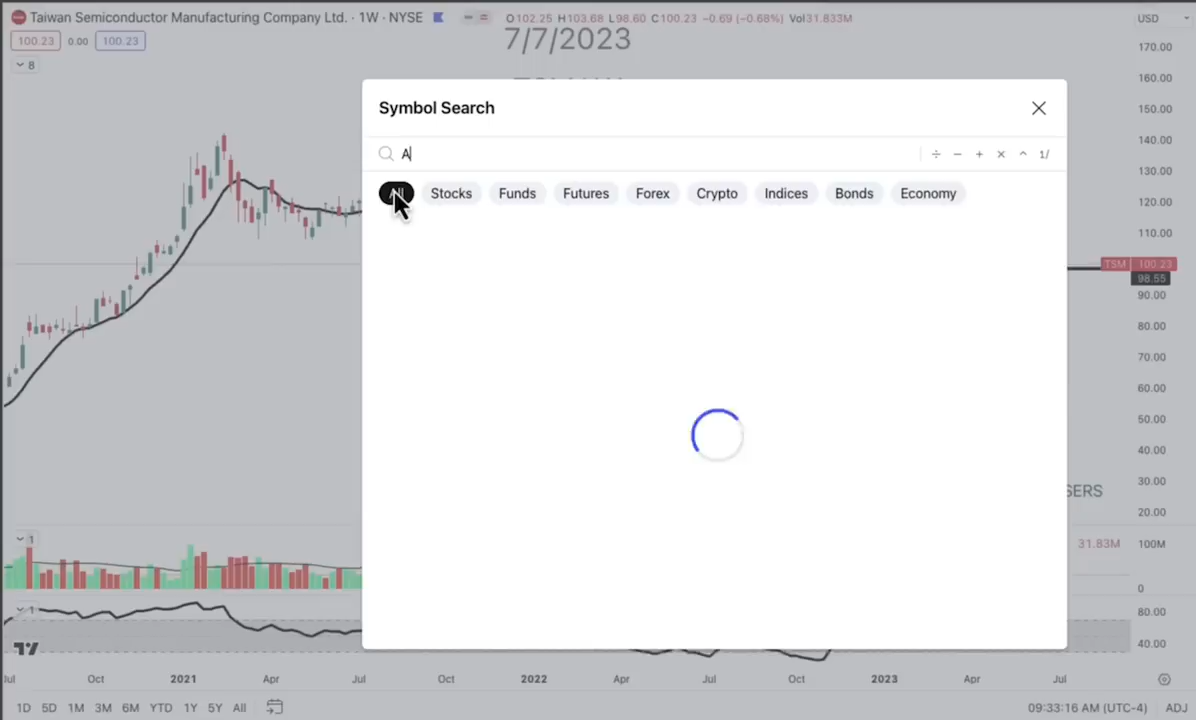 Taiwan Semiconductor Manufacturing Company Ltd. · 1W · NYSE O102.25 H103.68 L98.60 C100.23 −0.69 (−0.68%) Vol31.833M USD
100.23 0.00 100.23
7/7/2023
8
Symbol Search
A
÷ − + × ^ 1/
All Stocks Funds Futures Forex Crypto Indices Bonds Economy
170.00
160.00
150.00
140.00
130.00
120.00
110.00
TSM 100.23
98.55
90.00
80.00
70.00
60.00
50.00
40.00
30.00
SERS
20.00
1
31.83M 100M
0
1
80.00
40.00
Jul Oct 2021 Apr Jul Oct 2022 Apr Jul Oct 2023 Apr Jul
1D 5D 1M 3M 6M YTD 1Y 5Y All 09:33:16 AM (UTC-4) ADJ